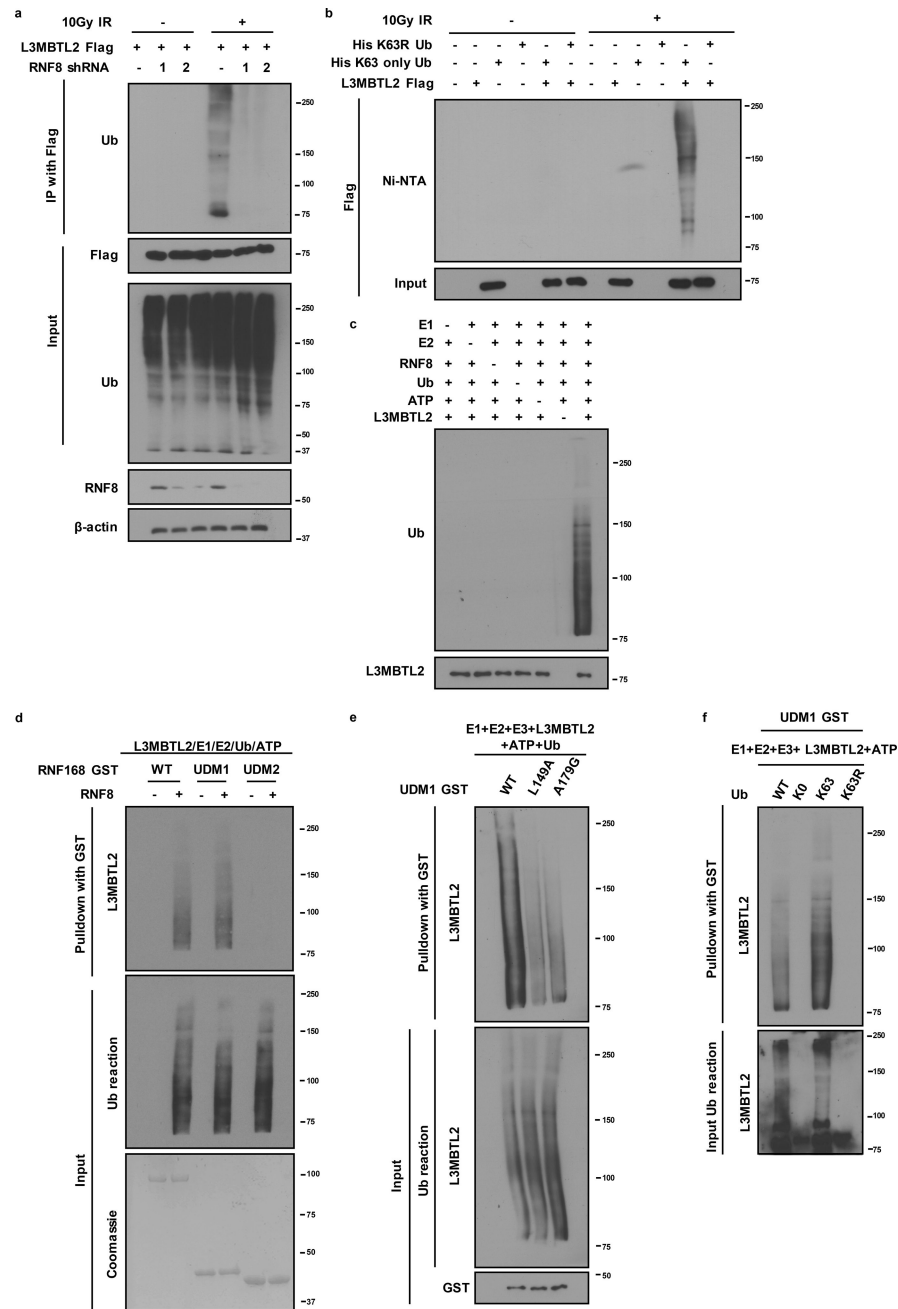 a
10Gy IR - +
L3MBTL2 Flag + + + + + +
RNF8 shRNA - 1 2 - 1 2
IP with Flag
Ub
250
150
100
75
Input
Flag
75
Ub
250
150
100
75
50
37
RNF8
50
β-actin
37
b
10Gy IR - +
His K63R Ub - - - + - + - - - + - +
His K63 only Ub - - + - + - - - + - + -
L3MBTL2 Flag - + - - + + - + - - + +
Flag
Ni-NTA
250
150
100
75
Input
75
c
E1 - + + + + + +
E2 + - + + + + +
RNF8 + + - + + + +
Ub + + + - + + +
ATP + + + + - + +
L3MBTL2 + + + + + - +
Ub
250
150
100
75
L3MBTL2
75
d
L3MBTL2/E1/E2/Ub/ATP
RNF168 GST WT UDM1 UDM2
RNF8 - + - + - +
Pulldown with GST
L3MBTL2
250
150
100
75
Input
Ub reaction
250
150
100
75
Coomassie
100
75
50
37
e
E1+E2+E3+L3MBTL2
+ATP+Ub
UDM1 GST WT L149A A179G
Pulldown with GST
L3MBTL2
250
150
100
75
Input
Ub reaction
L3MBTL2
250
150
100
75
GST
50
f
UDM1 GST
E1+E2+E3+ L3MBTL2+ATP
Ub WT K0 K63 K63R
Pulldown with GST
L3MBTL2
250
150
100
75
Input Ub reaction
L3MBTL2
250
150
100
75